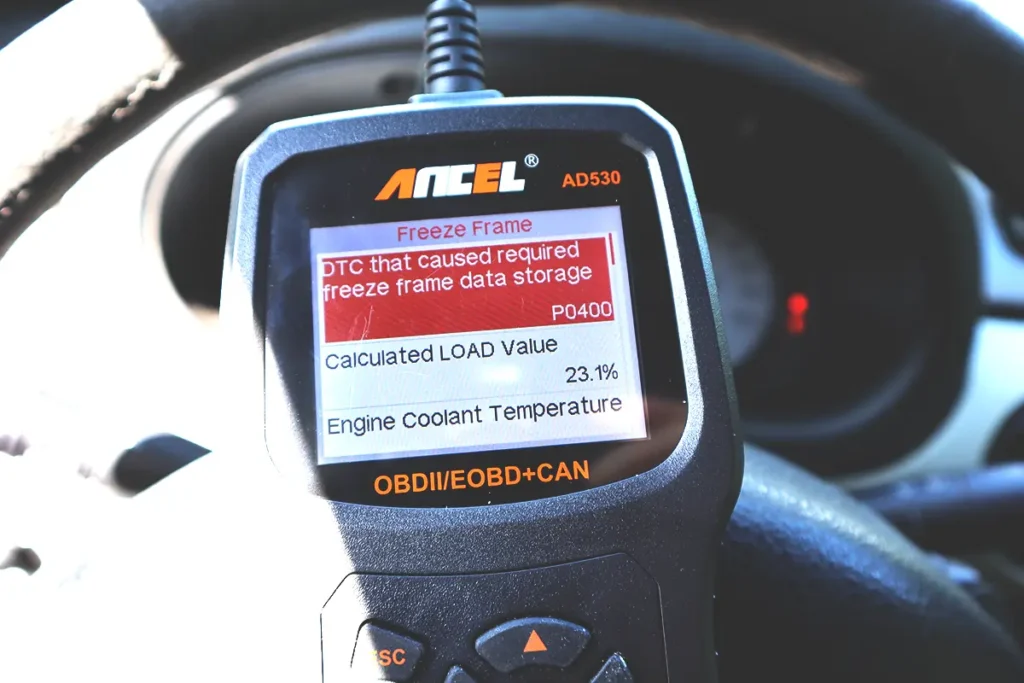 ANCEL®
AD530
Freeze Frame
DTC that caused required
freeze frame data storage
P0400
Calculated LOAD Value
23.1%
Engine Coolant Temperature
OBDII/EOBD+CAN
SC